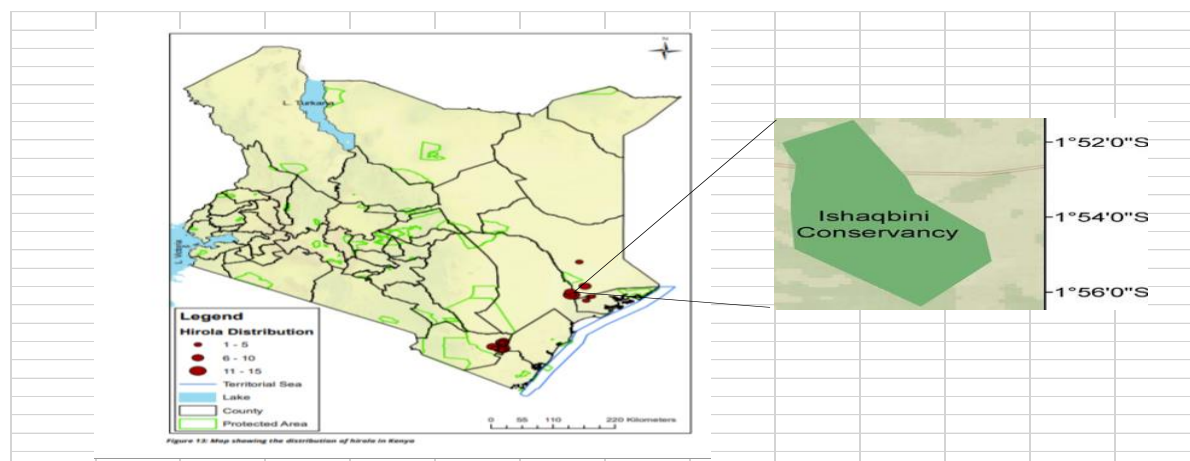 N
L. Turkana
L. Victoria
Legend
Hirola Distribution
1 - 5
6 - 10
11 - 15
Territorial Sea
Lake
County
Protected Area
0 55 110 220 Kilometers
Figure 13: Map showing the distribution of hirola in Kenya
Ishaqbini
Conservancy
1°52'0"S
1°54'0"S
1°56'0"S